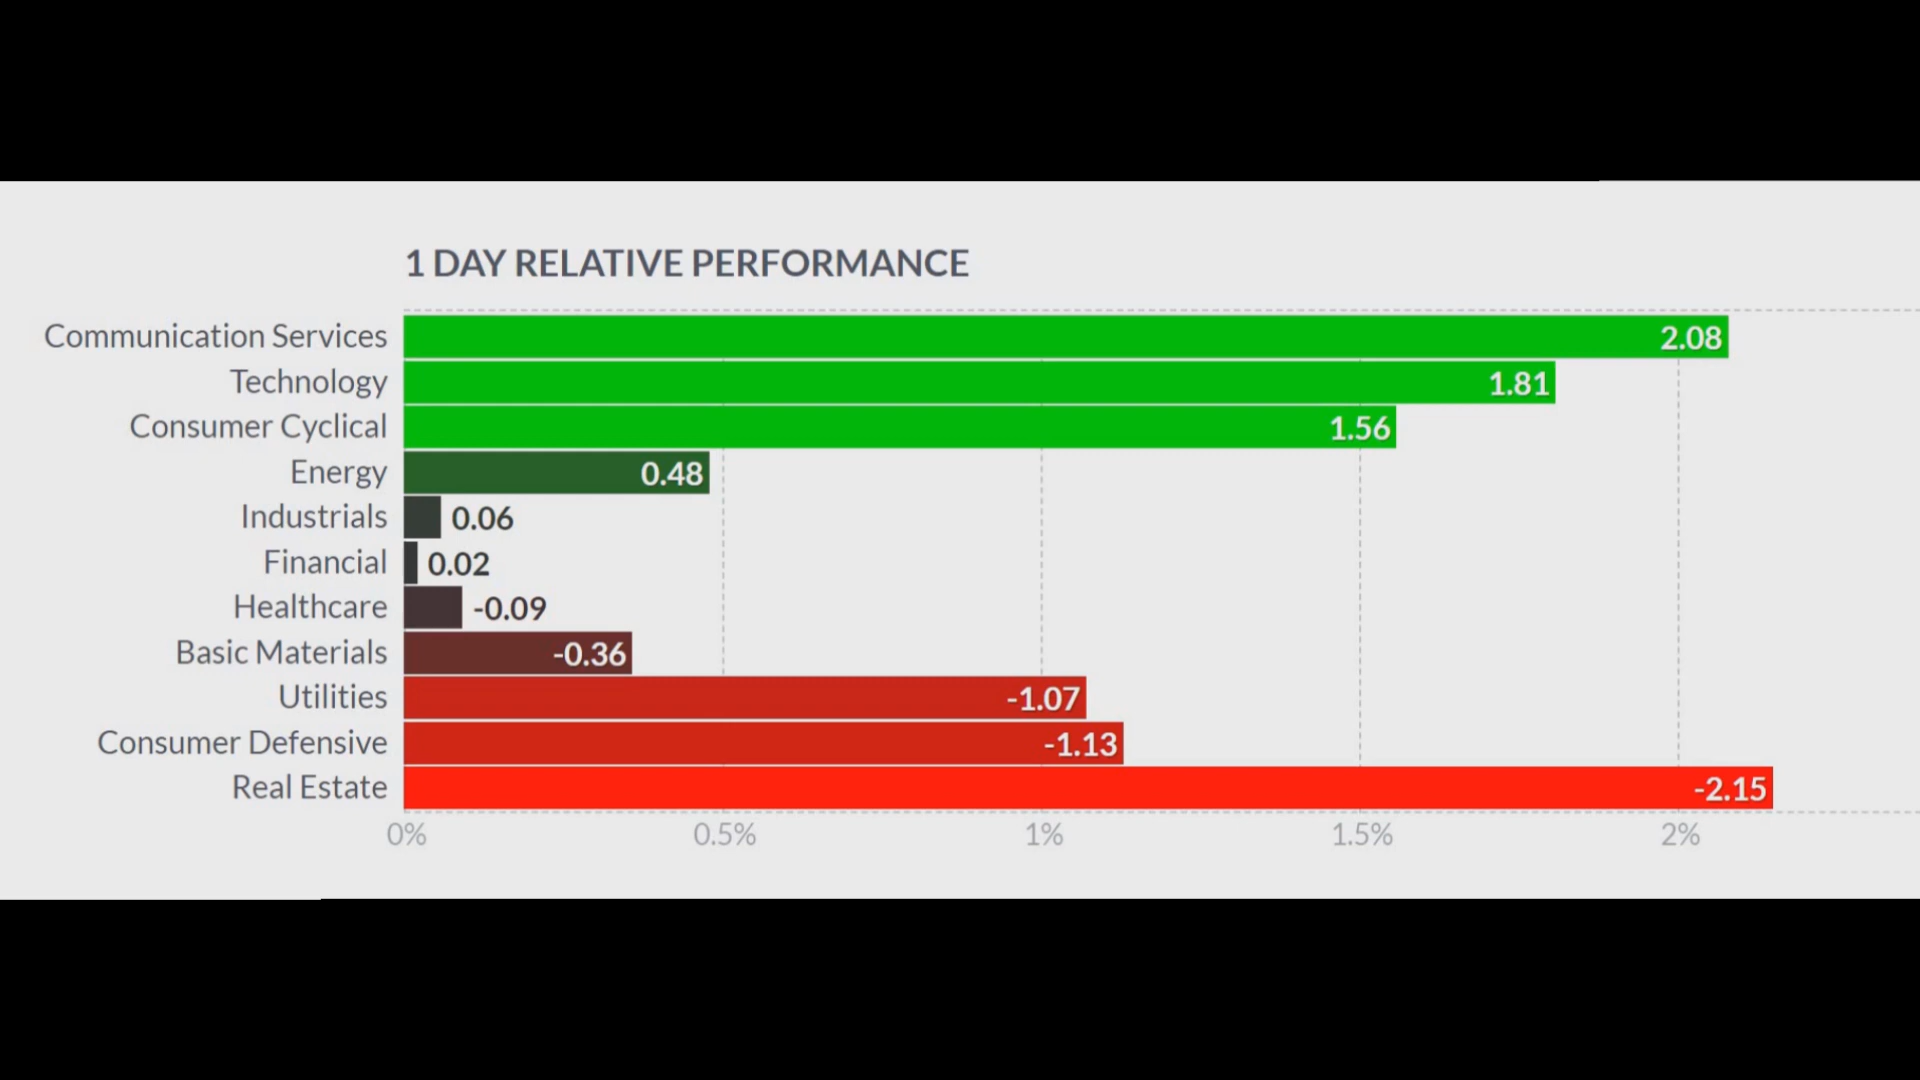 1 DAY RELATIVE PERFORMANCE
Communication Services 2.08
Technology 1.81
Consumer Cyclical 1.56
Energy 0.48
Industrials 0.06
Financial 0.02
Healthcare -0.09
Basic Materials -0.36
Utilities -1.07
Consumer Defensive -1.13
Real Estate -2.15
0% 0.5% 1% 1.5% 2%